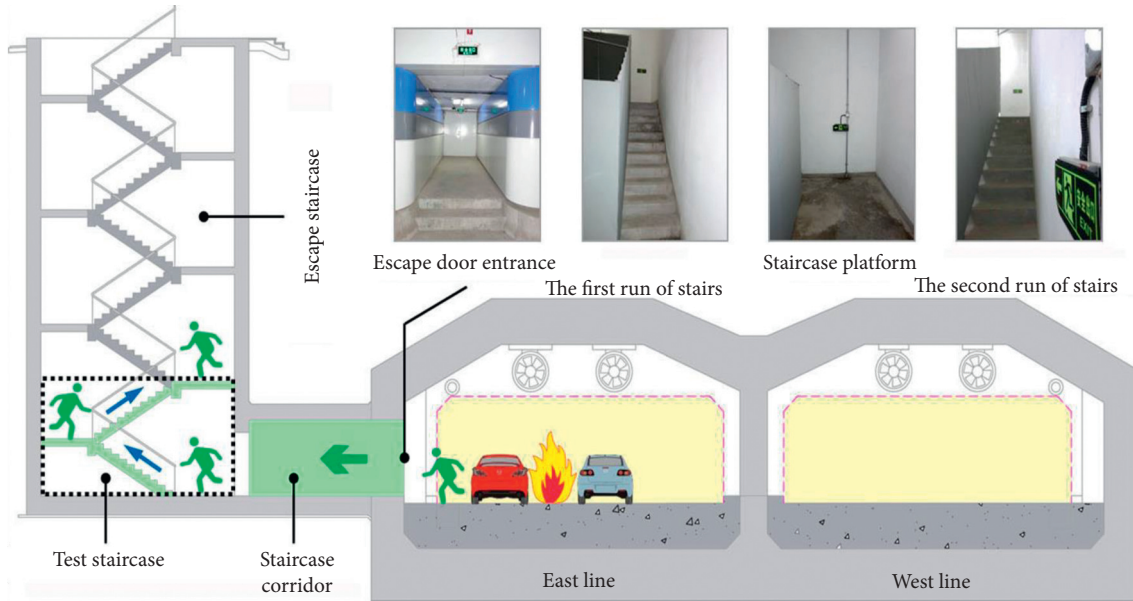 Escape staircase
Escape door entrance
The first run of stairs
Staircase platform
The second run of stairs
EXIT
Test staircase
Staircase
corridor
East line
West line